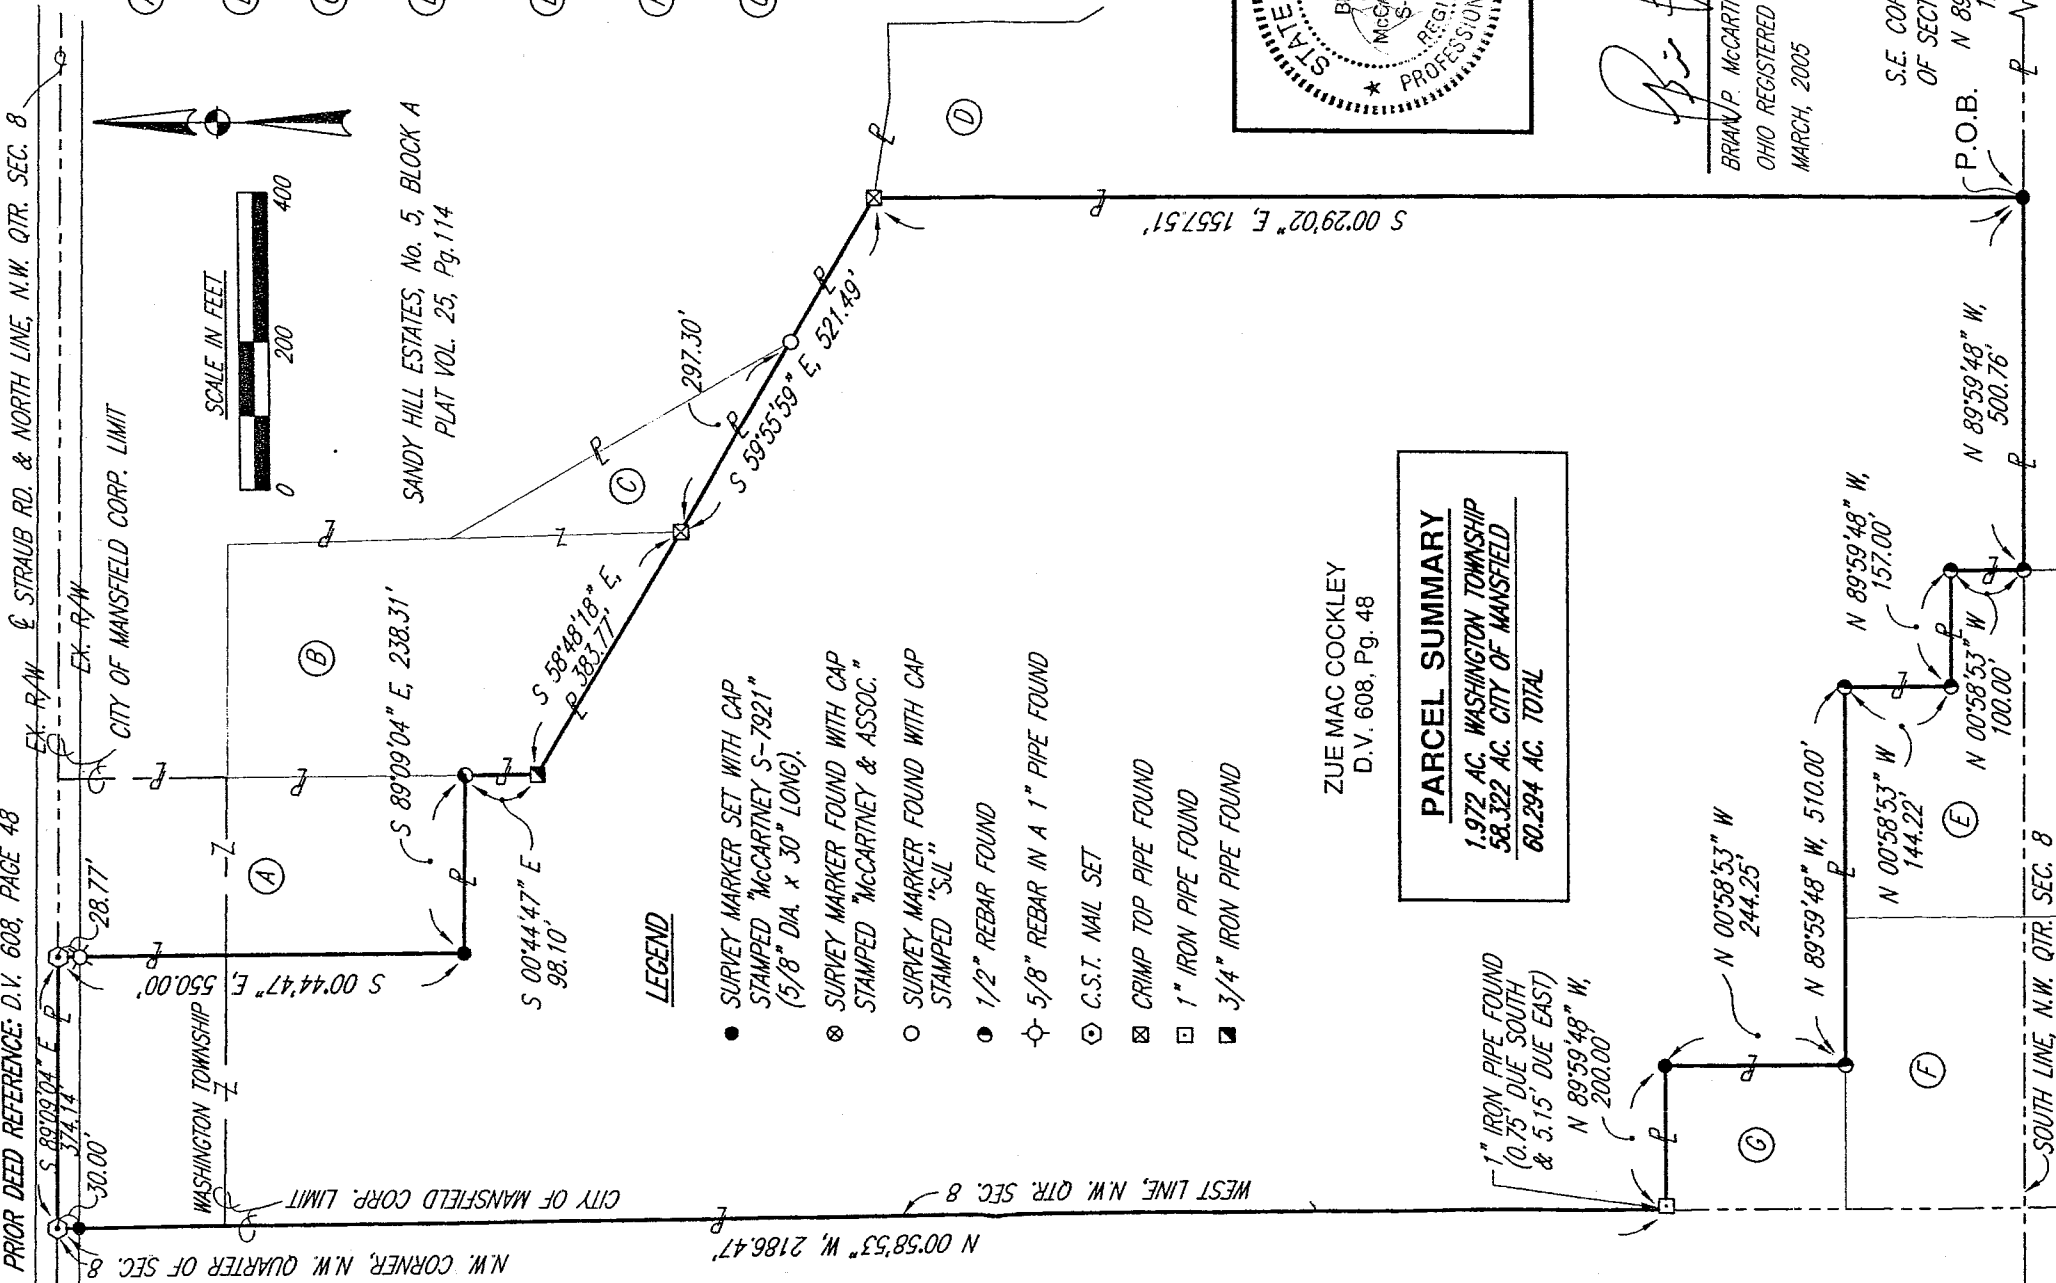 PRIOR DEED REFERENCE: D.V. 608, PAGE 48
EX. R/W
℄ STRAUB RD. & NORTH LINE, N.W. QTR. SEC. 8
EX. R/W
CITY OF MANSFIELD CORP. LIMIT
S 89°09'04" E
374.14'
30.00'
28.77'
N.W. CORNER, N.W. QUARTER OF SEC. 8
WASHINGTON TOWNSHIP
CITY OF MANSFIELD CORP. LIMIT
S 00°44'47" E, 550.00'
A
B
S 89°09'04" E, 238.31'
S 00°44'47" E
98.10'
S 58°48'18" E,
383.77'
SCALE IN FEET
0
200
400
SANDY HILL ESTATES, No. 5, BLOCK A
PLAT VOL. 25, Pg.114
C
297.30'
S 59°55'59" E, 521.49'
D
S 00°29'02" E, 1557.51'
LEGEND
SURVEY MARKER SET WITH CAP
STAMPED "McCARTNEY S-7921"
(5/8" DIA. x 30" LONG).
SURVEY MARKER FOUND WITH CAP
STAMPED "McCARTNEY & ASSOC."
SURVEY MARKER FOUND WITH CAP
STAMPED "SJL"
1/2" REBAR FOUND
5/8" REBAR IN A 1" PIPE FOUND
C.S.T. NAIL SET
CRIMP TOP PIPE FOUND
1" IRON PIPE FOUND
3/4" IRON PIPE FOUND
N 00°58'53" W, 2186.47'
WEST LINE, N.W. QTR. SEC. 8
ZUE MAC COCKLEY
D.V. 608, Pg. 48
PARCEL SUMMARY
1.972 AC. WASHINGTON TOWNSHIP
58.322 AC. CITY OF MANSFIELD
60.294 AC. TOTAL
1" IRON PIPE FOUND
(0.75' DUE SOUTH
& 5.15' DUE EAST)
N 89°59'48" W,
200.00'
G
N 00°58'53" W
244.25'
N 89°59'48" W, 510.00'
F
N 00°58'53" W
144.22'
E
N 89°59'48" W,
157.00'
N 00°58'53" W
100.00'
N 89°59'48" W,
500.76'
SOUTH LINE, N.W. QTR. SEC. 8
STATE
REGI
PROFESSION
BRIAN P. McCARTI
OHIO REGISTERED
MARCH, 2005
S.E. COR
OF SECT
P.O.B.
N 89